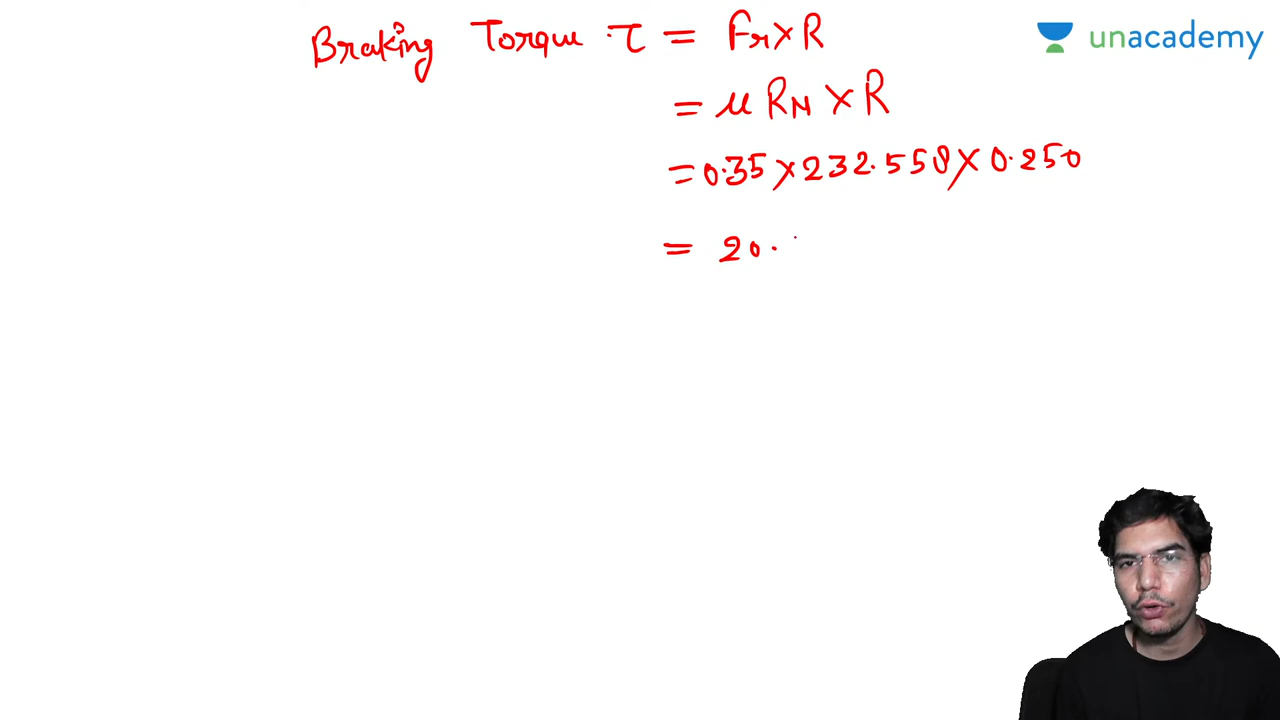 Braking Torque τ = Fr×R
unacademy
= μ RN × R
= 0.35 × 232.558 × 0.250
= 20.